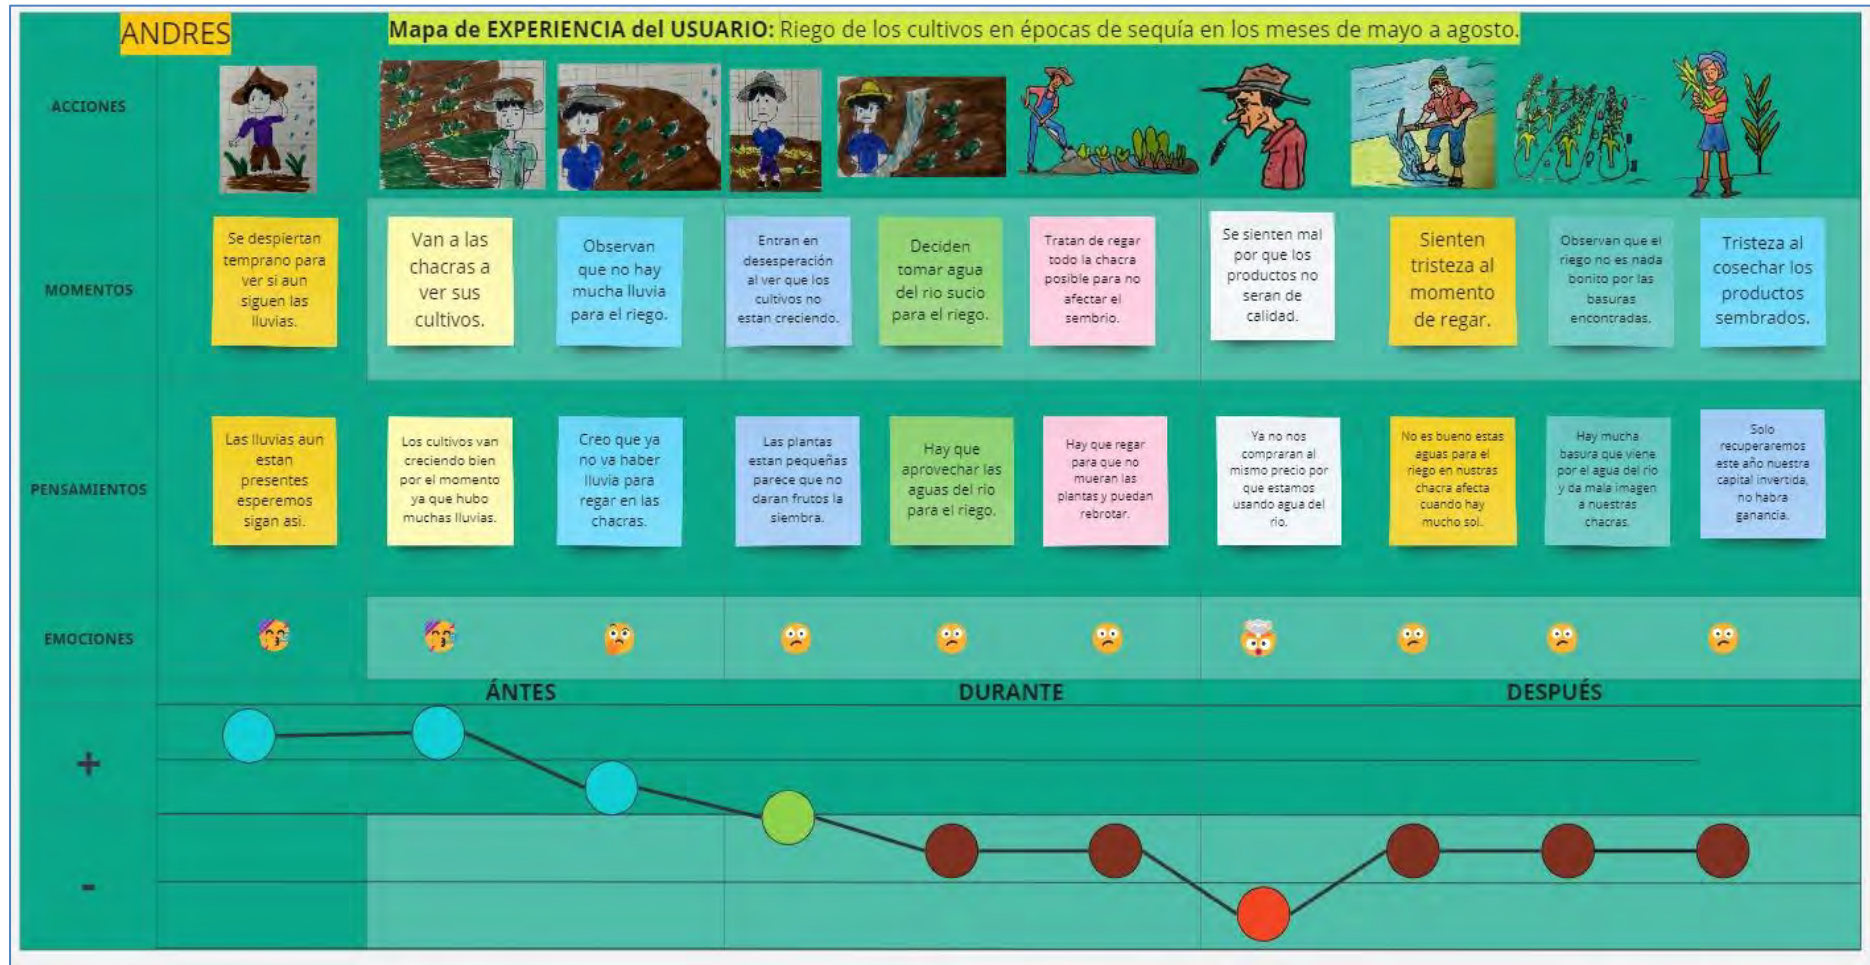 ANDRES
Mapa de EXPERIENCIA del USUARIO: Riego de los cultivos en épocas de sequía en los meses de mayo a agosto.
ACCIONES
MOMENTOS
Se despiertan
temprano para
ver si aun
siguen las
lluvias.
Van a las
chacras a
ver sus
cultivos.
Observan
que no hay
mucha lluvia
para el riego.
Entran en
desesperación
al ver que los
cultivos no
estan creciendo.
Deciden
tomar agua
del rio sucio
para el riego.
Tratan de regar
todo la chacra
posible para no
afectar el
sembrio.
Se sienten mal
por que los
productos no
seran de
calidad.
Sienten
tristeza al
momento
de regar.
Observan que el
riego no es nada
bonito por las
basuras
encontradas.
Tristeza al
cosechar los
productos
sembrados.
PENSAMIENTOS
Las lluvias aun
estan
presentes
esperemos
sigan asi.
Los cultivos van
creciendo bien
por el momento
ya que hubo
muchas lluvias.
Creo que ya
no va haber
lluvia para
regar en las
chacras.
Las plantas
estan pequeñas
parece que no
daran frutos la
siembra.
Hay que
aprovechar las
aguas del rio
para el riego.
Hay que regar
para que no
mueran las
plantas y puedan
rebrotar.
Ya no nos
compraran al
mismo precio por
que estamos
usando agua del
rio.
No es bueno estas
aguas para el
riego en nustras
chacra afecta
cuando hay
mucho sol.
Hay mucha
basura que viene
por el agua del rio
y da mala imagen
a nuestras
chacras.
Solo
recuperaremos
este año nuestra
capital invertida,
no habra
ganancia.
EMOCIONES
ÁNTES
DURANTE
DESPUÉS
+
-